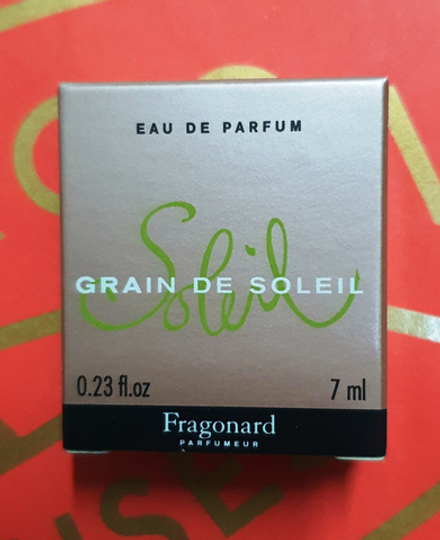 EAU DE PARFUM
Soleil
GRAIN DE SOLEIL
0.23 fl.oz 7 ml
Fragonard
PARFUMEUR